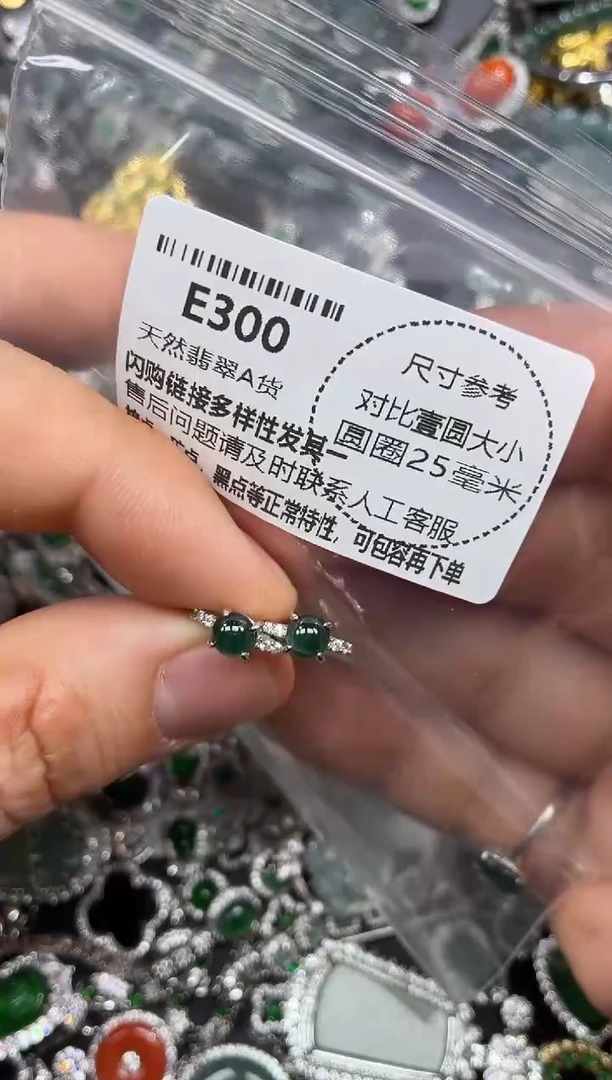 E300
天然翡翠A货
闪购链接多样性发其一
售后问题请及时联系人工客服
黑点等正常特性，可包容再下单
尺寸参考
对比壹圆大小
圆圈25毫米